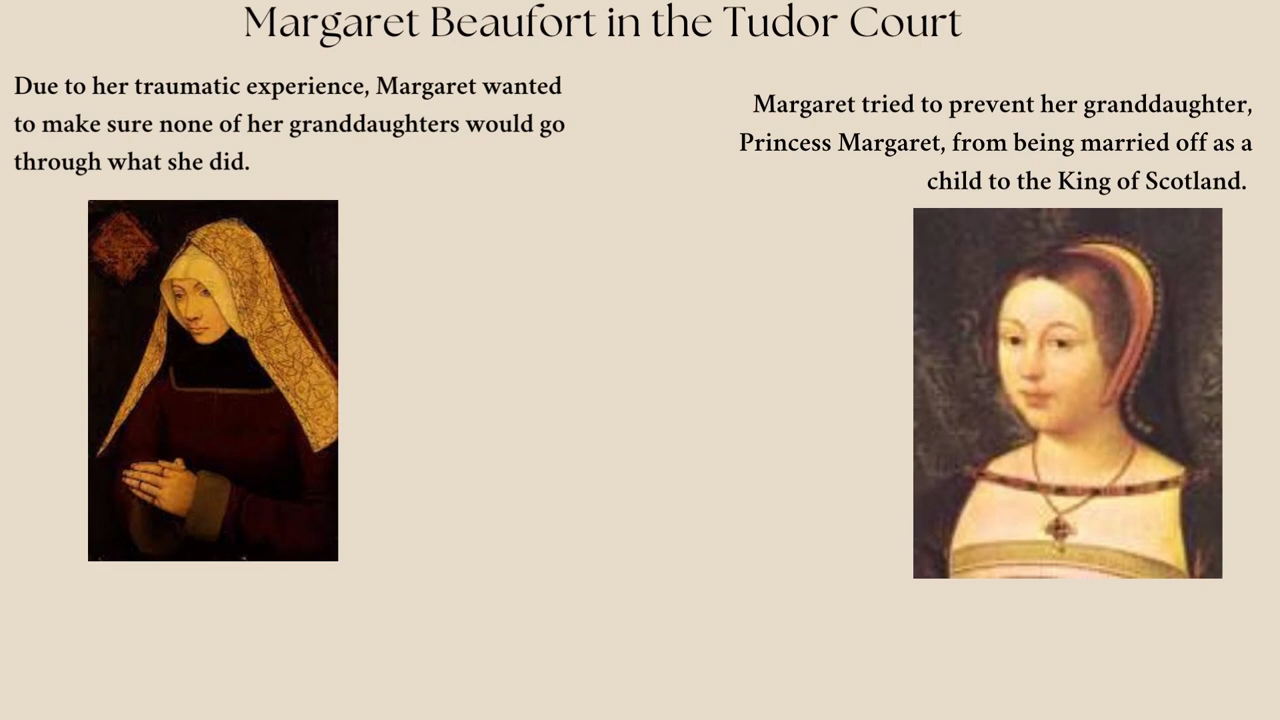 Margaret Beaufort in the Tudor Court
Due to her traumatic experience, Margaret wanted
to make sure none of her granddaughters would go
through what she did.
Margaret tried to prevent her granddaughter,
Princess Margaret, from being married off as a
child to the King of Scotland.